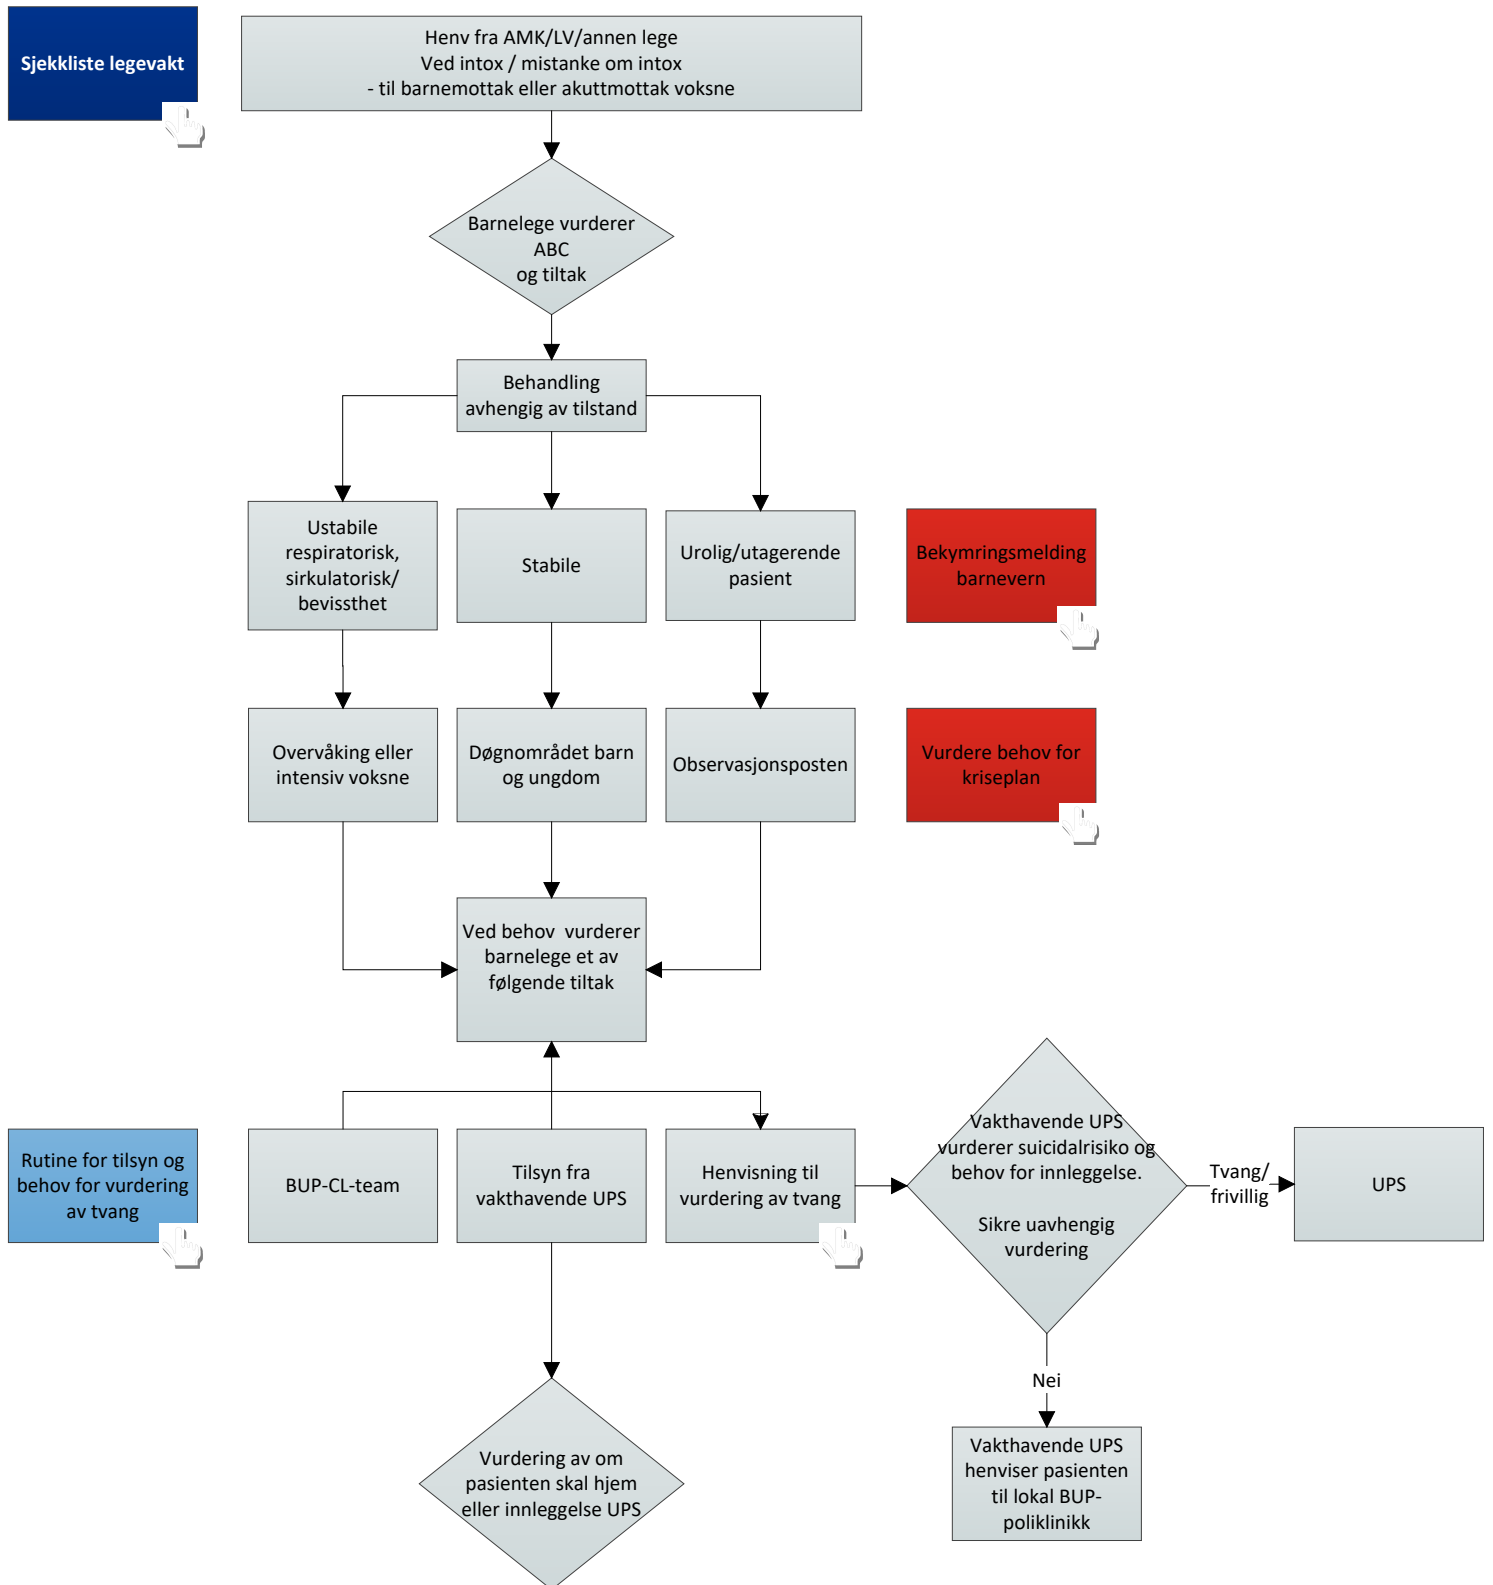 Sjekkliste legevakt
Henv fra AMK/LV/annen lege
Ved intox / mistanke om intox
- til barnemottak eller akuttmottak voksne
Barnelege vurderer
ABC
og tiltak
Behandling
avhengig av tilstand
Ustabile
respiratorisk,
sirkulatorisk/
bevissthet
Stabile
Urolig/utagerende
pasient
Bekymringsmelding
barnevern
Overvåking eller
intensiv voksne
Døgnområdet barn
og ungdom
Observasjonsposten
Vurdere behov for
kriseplan
Ved behov  vurderer
barnelege et av
følgende tiltak
Rutine for tilsyn og
behov for vurdering
av tvang
BUP-CL-team
Tilsyn fra
vakthavende UPS
Henvisning til
vurdering av tvang
Vakthavende UPS
vurderer suicidalrisiko og
behov for innleggelse.
Sikre uavhengig
vurdering
Tvang/
frivillig
UPS
Nei
Vurdering av om
pasienten skal hjem
eller innleggelse UPS
Vakthavende UPS
henviser pasienten
til lokal BUP-
poliklinikk